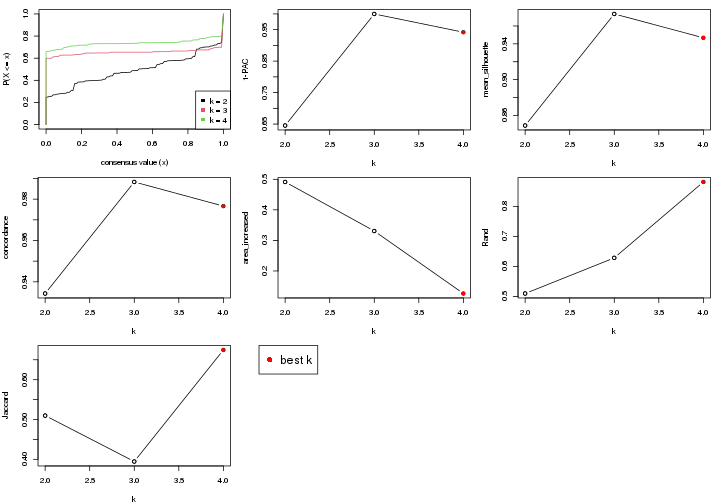 P(X <= x)
0.0 0.2 0.4 0.6 0.8 1.0
k = 2
k = 3
k = 4
0.0 0.2 0.4 0.6 0.8 1.0
consensus value (x)
1-PAC
0.65 0.75 0.85 0.95
2.0 2.5 3.0 3.5 4.0
k
mean_silhouette
0.86 0.90 0.94
2.0 2.5 3.0 3.5 4.0
k
concordance
0.94 0.96 0.98
2.0 2.5 3.0 3.5 4.0
k
area_increased
0.2 0.3 0.4 0.5
2.0 2.5 3.0 3.5 4.0
k
Rand
0.5 0.6 0.7 0.8
2.0 2.5 3.0 3.5 4.0
k
Jaccard
0.40 0.50 0.60
2.0 2.5 3.0 3.5 4.0
k
best k